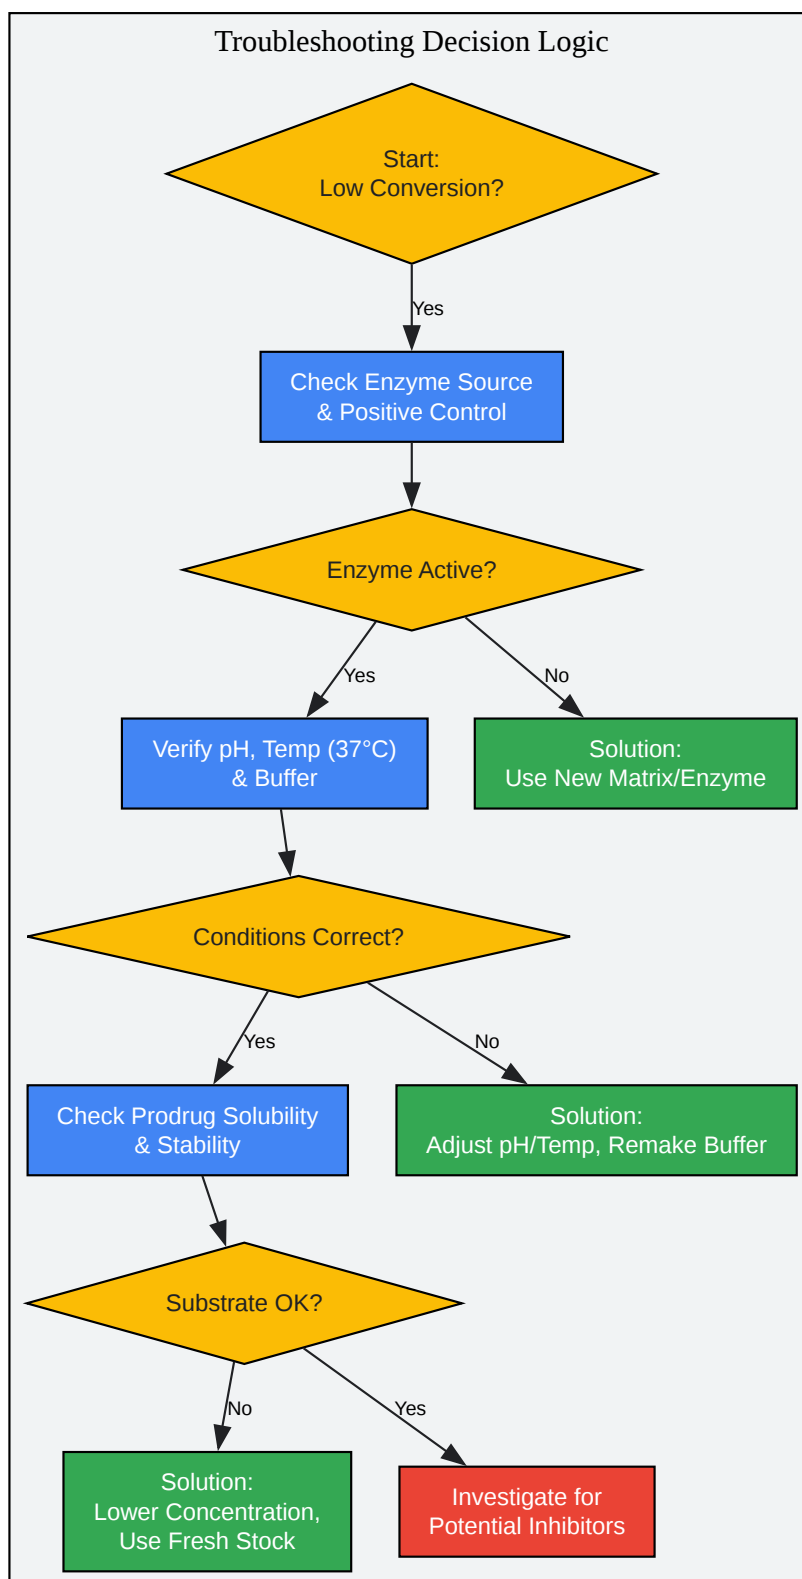 Troubleshooting Decision Logic
Start:
Low Conversion?
Yes
Check Enzyme Source
& Positive Control
Enzyme Active?
Yes
No
Verify pH, Temp (37°C)
& Buffer
Solution:
Use New Matrix/Enzyme
Conditions Correct?
Yes
No
Check Prodrug Solubility
& Stability
Solution:
Adjust pH/Temp, Remake Buffer
Substrate OK?
No
Yes
Solution:
Lower Concentration,
Use Fresh Stock
Investigate for
Potential Inhibitors